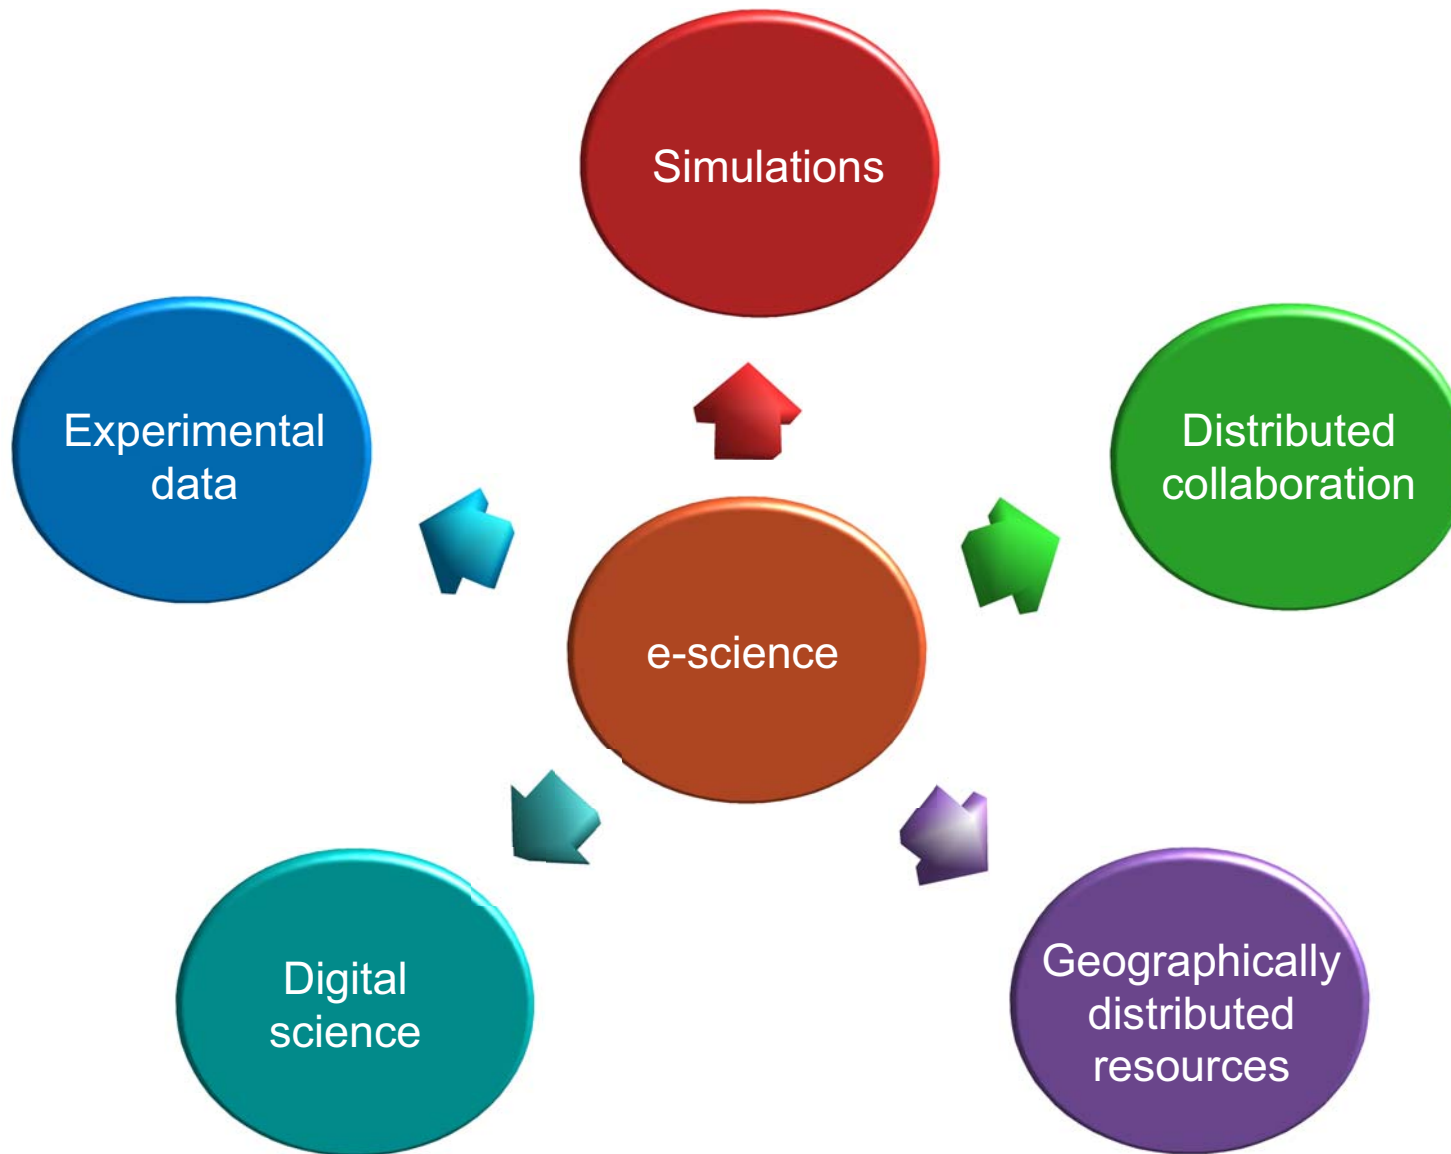 Simulations
Experimental
data
Distributed
collaboration
e-science
Digital
science
Geographically
distributed
resources